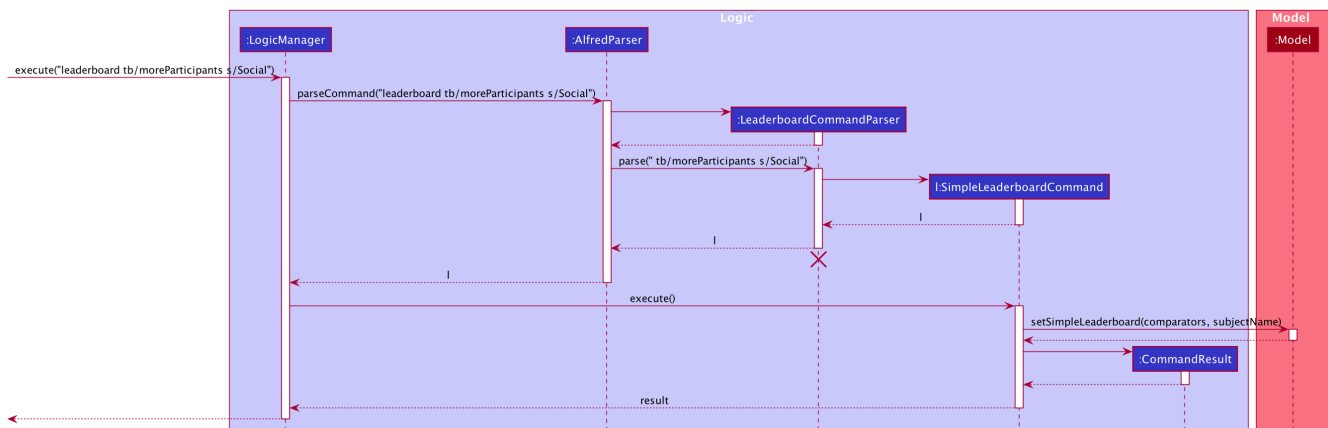 Logic
Model
:LogicManager
:AlfredParser
:Model
execute("leaderboard tb/moreParticipants s/Social")
parseCommand("leaderboard tb/moreParticipants s/Social")
:LeaderboardCommandParser
parse(" tb/moreParticipants s/Social")
l:SimpleLeaderboardCommand
l
l
l
execute()
setSimpleLeaderboard(comparators, subjectName)
:CommandResult
result